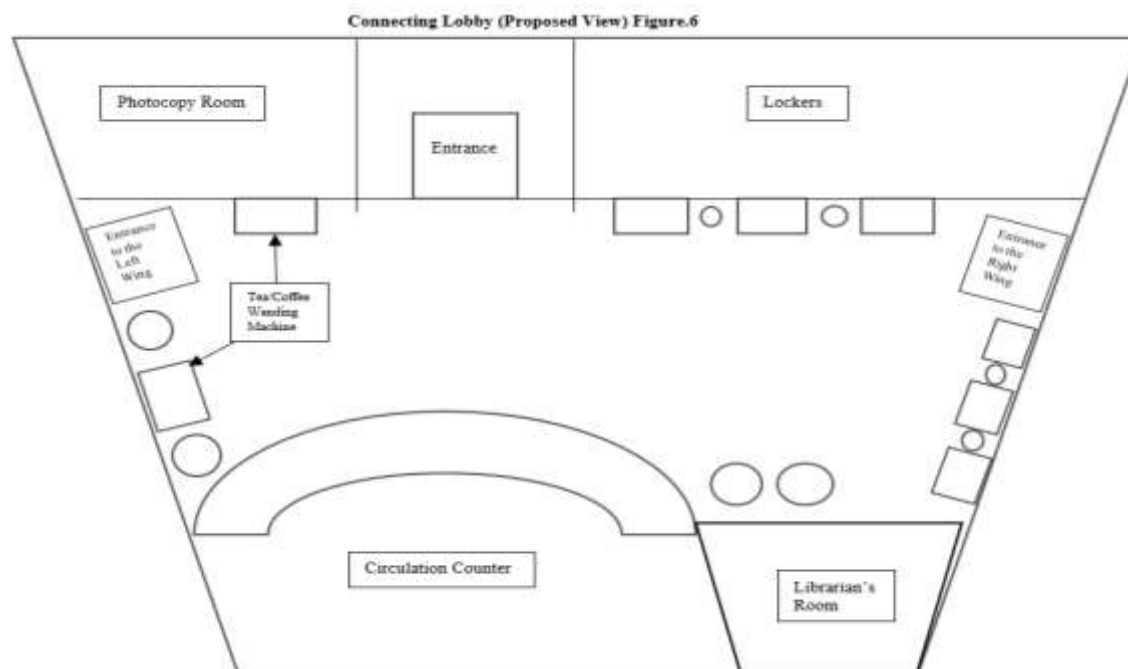 Connecting Lobby (Proposed View) Figure.6
Photocopy Room
Lockers
Entrance
Entrance
to the
Left
Wing
Entrance
to the
Right
Wing
Tea/Coffee
Wending
Machine
Circulation Counter
Librarian's
Room